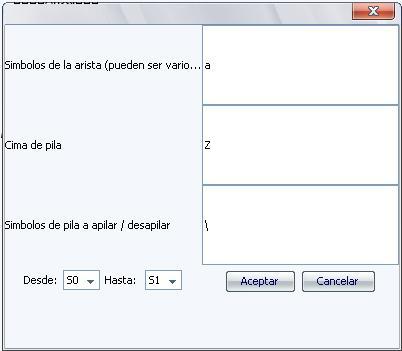 Simbolos de la arista (pueden ser vario... a
Cima de pila Z
Simbolos de pila a apilar / desapilar \
Desde: S0 Hasta: S1 Aceptar Cancelar